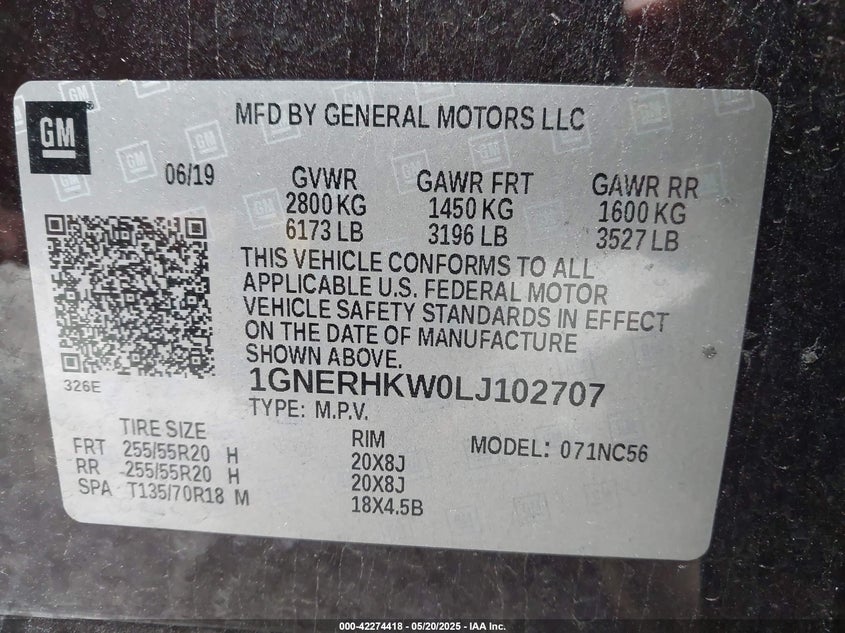 GM
MFD BY GENERAL MOTORS LLC
06/19
GVWR GAWR FRT GAWR RR
2800 KG 1450 KG 1600 KG
6173 LB 3196 LB 3527 LB
THIS VEHICLE CONFORMS TO ALL
APPLICABLE U.S. FEDERAL MOTOR
VEHICLE SAFETY STANDARDS IN EFFECT
ON THE DATE OF MANUFACTURE
SHOWN ABOVE.
326E
1GNERHKW0LJ102707
TYPE: M.P.V.
TIRE SIZE RIM MODEL: 071NC56
FRT 255/55R20 H 20X8J
RR 255/55R20 H 20X8J
SPA T135/70R18 M 18X4.5B
000-42274418 - 05/20/2025 - IAA Inc.